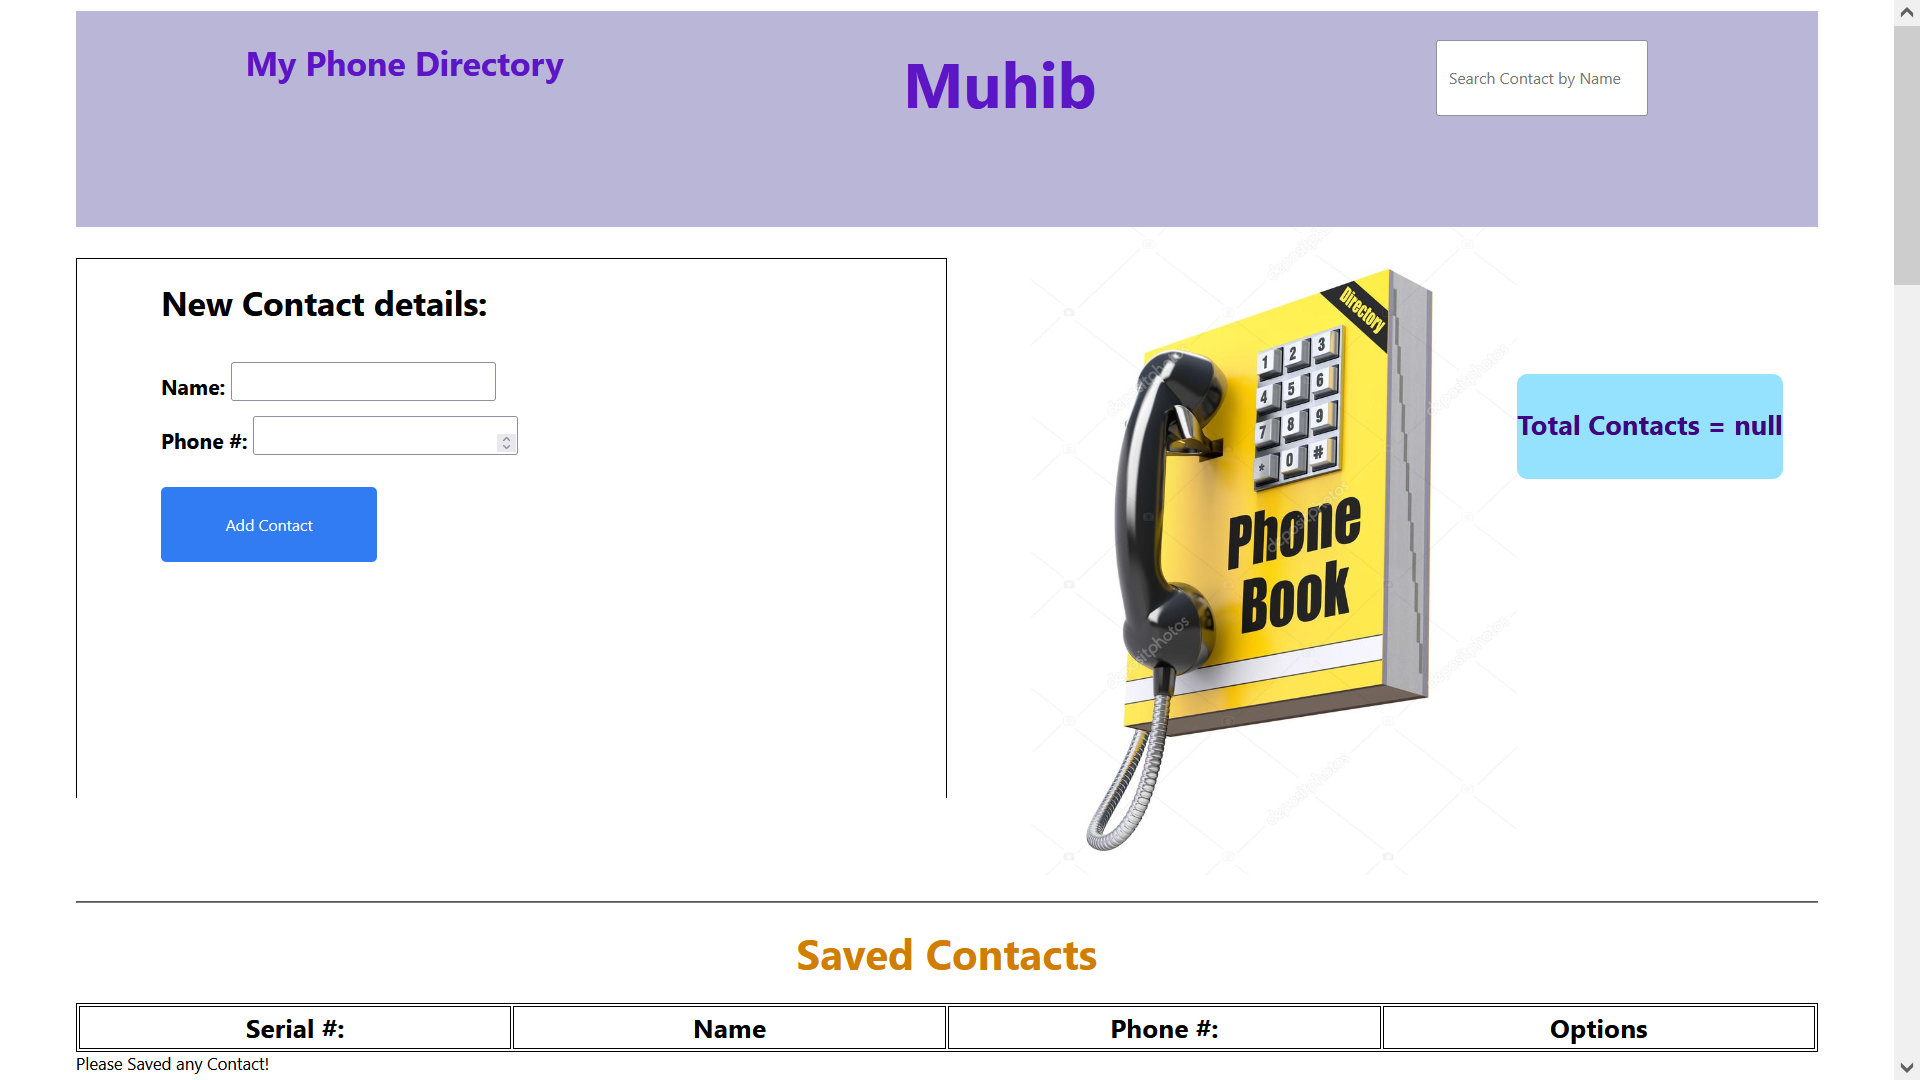 My Phone Directory
Muhib
Search Contact by Name
New Contact details:
Name:
Phone #:
Add Contact
Directory
1 2 3
4 5 6
7 8 9
* 0 #
Phone
Book
depositphotos
Total Contacts = null
Saved Contacts
Serial #: Name Phone #: Options
Please Saved any Contact!